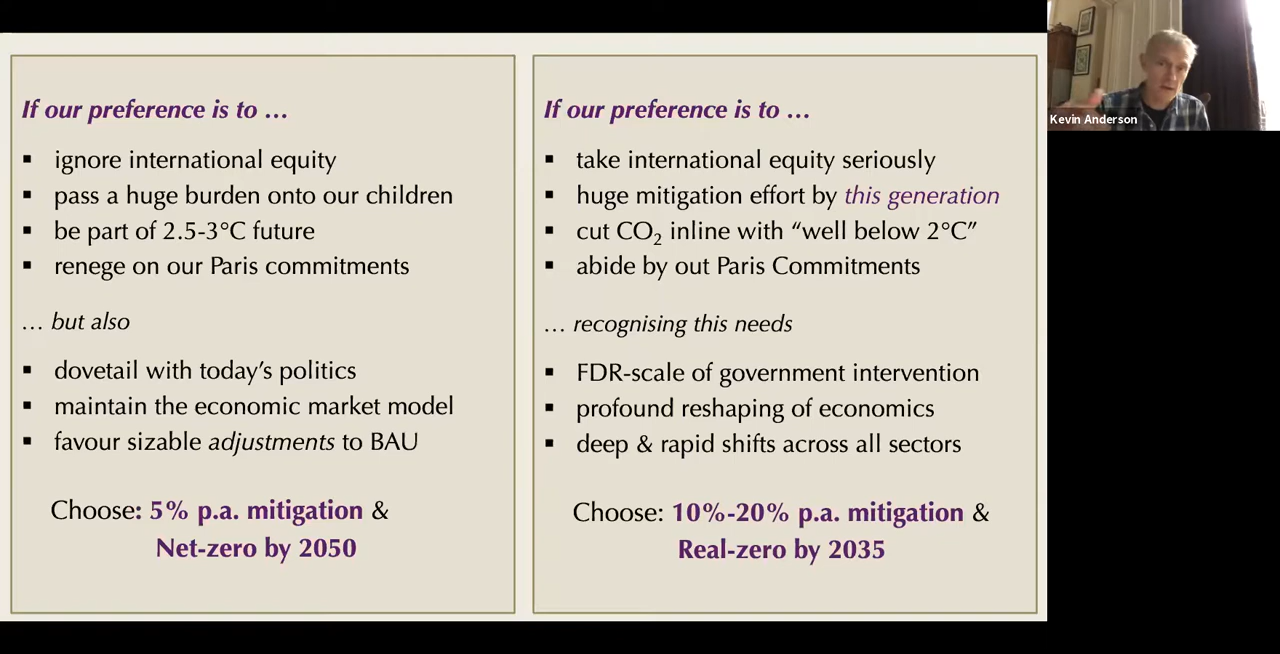 If our preference is to …
▪ ignore international equity
▪ pass a huge burden onto our children
▪ be part of 2.5-3°C future
▪ renege on our Paris commitments
… but also
▪ dovetail with today’s politics
▪ maintain the economic market model
▪ favour sizable adjustments to BAU
Choose: 5% p.a. mitigation &
Net-zero by 2050
If our preference is to …
▪ take international equity seriously
▪ huge mitigation effort by this generation
▪ cut CO₂ inline with “well below 2°C”
▪ abide by out Paris Commitments
… recognising this needs
▪ FDR-scale of government intervention
▪ profound reshaping of economics
▪ deep & rapid shifts across all sectors
Choose: 10%-20% p.a. mitigation &
Real-zero by 2035
Kevin Anderson